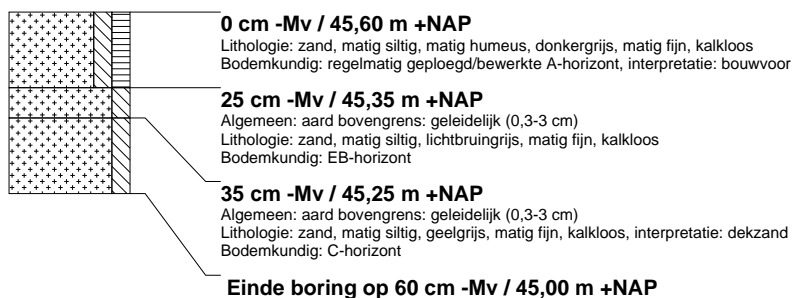 0 cm -Mv / 45,60 m +NAP
Lithologie: zand, matig siltig, matig humeus, donkergrijs, matig fijn, kalkloos
Bodemkundig: regelmatig geploegd/bewerkte A-horizont, interpretatie: bouwvoor
25 cm -Mv / 45,35 m +NAP
Algemeen: aard bovengrens: geleidelijk (0,3-3 cm)
Lithologie: zand, matig siltig, lichtbruingrijs, matig fijn, kalkloos
Bodemkundig: EB-horizont
35 cm -Mv / 45,25 m +NAP
Algemeen: aard bovengrens: geleidelijk (0,3-3 cm)
Lithologie: zand, matig siltig, geelgrijs, matig fijn, kalkloos, interpretatie: dekzand
Bodemkundig: C-horizont
Einde boring op 60 cm -Mv / 45,00 m +NAP